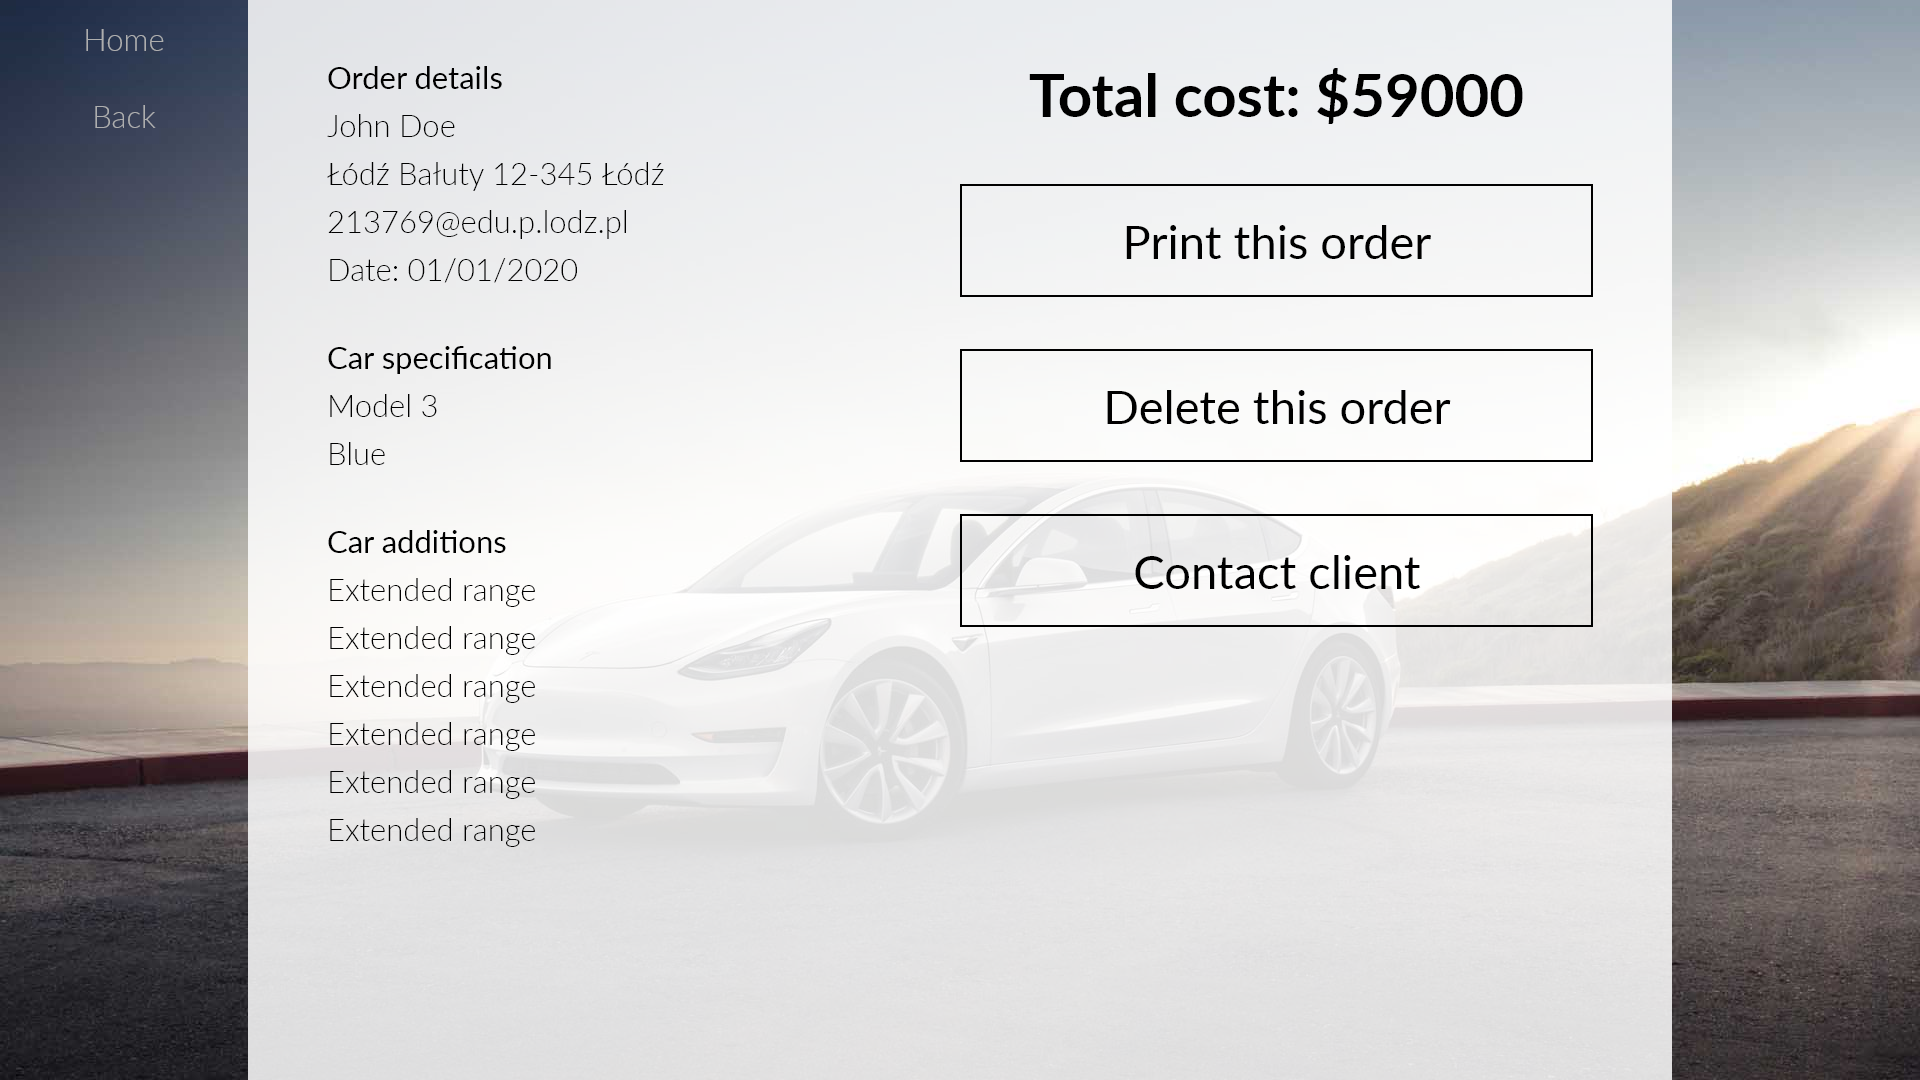 Home
Back
Order details
John Doe
Łódź Bałuty 12-345 Łódź
213769@edu.p.lodz.pl
Date: 01/01/2020
Car specification
Model 3
Blue
Car additions
Extended range
Extended range
Extended range
Extended range
Extended range
Extended range
Total cost: $59000
Print this order
Delete this order
Contact client